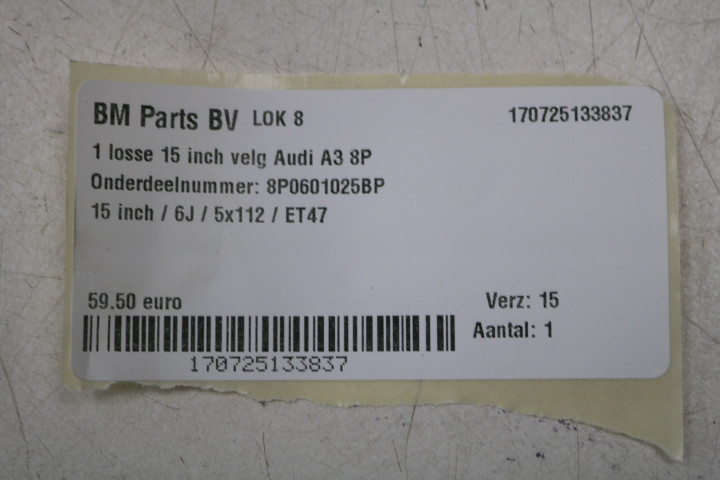 BM Parts BV LOK 8 170725133837
1 losse 15 inch velg Audi A3 8P
Onderdeelnummer: 8P0601025BP
15 inch / 6J / 5x112 / ET47
59.50 euro Verz: 15
Aantal: 1
170725133837